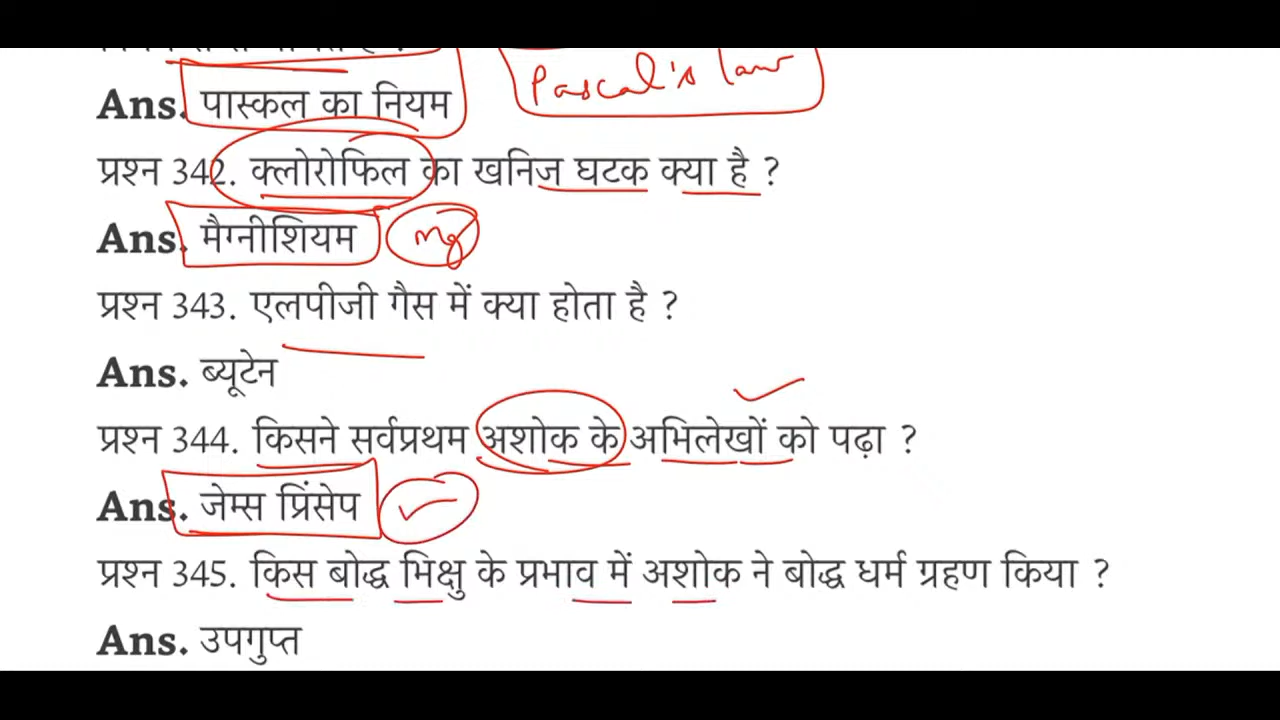 Pascal's law
Ans. पास्कल का नियम
प्रश्न 342. क्लोरोफिल का खनिज घटक क्या है ?
Ans. मैग्नीशियम Mg
प्रश्न 343. एलपीजी गैस में क्या होता है ?
Ans. ब्यूटेन
प्रश्न 344. किसने सर्वप्रथम अशोक के अभिलेखों को पढ़ा ?
Ans. जेम्स प्रिंसेप
प्रश्न 345. किस बोद्ध भिक्षु के प्रभाव में अशोक ने बोद्ध धर्म ग्रहण किया ?
Ans. उपगुप्त